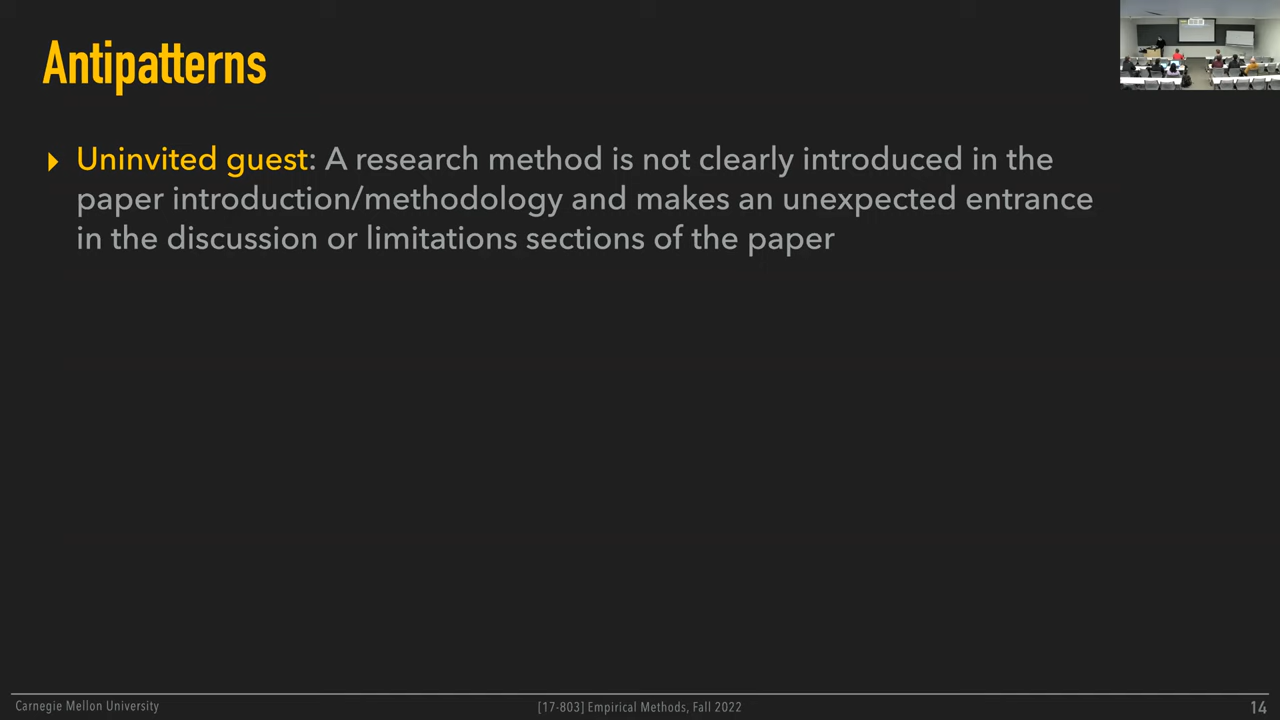 Antipatterns
Uninvited guest: A research method is not clearly introduced in the
paper introduction/methodology and makes an unexpected entrance
in the discussion or limitations sections of the paper
Carnegie Mellon University
[17-803] Empirical Methods, Fall 2022
14